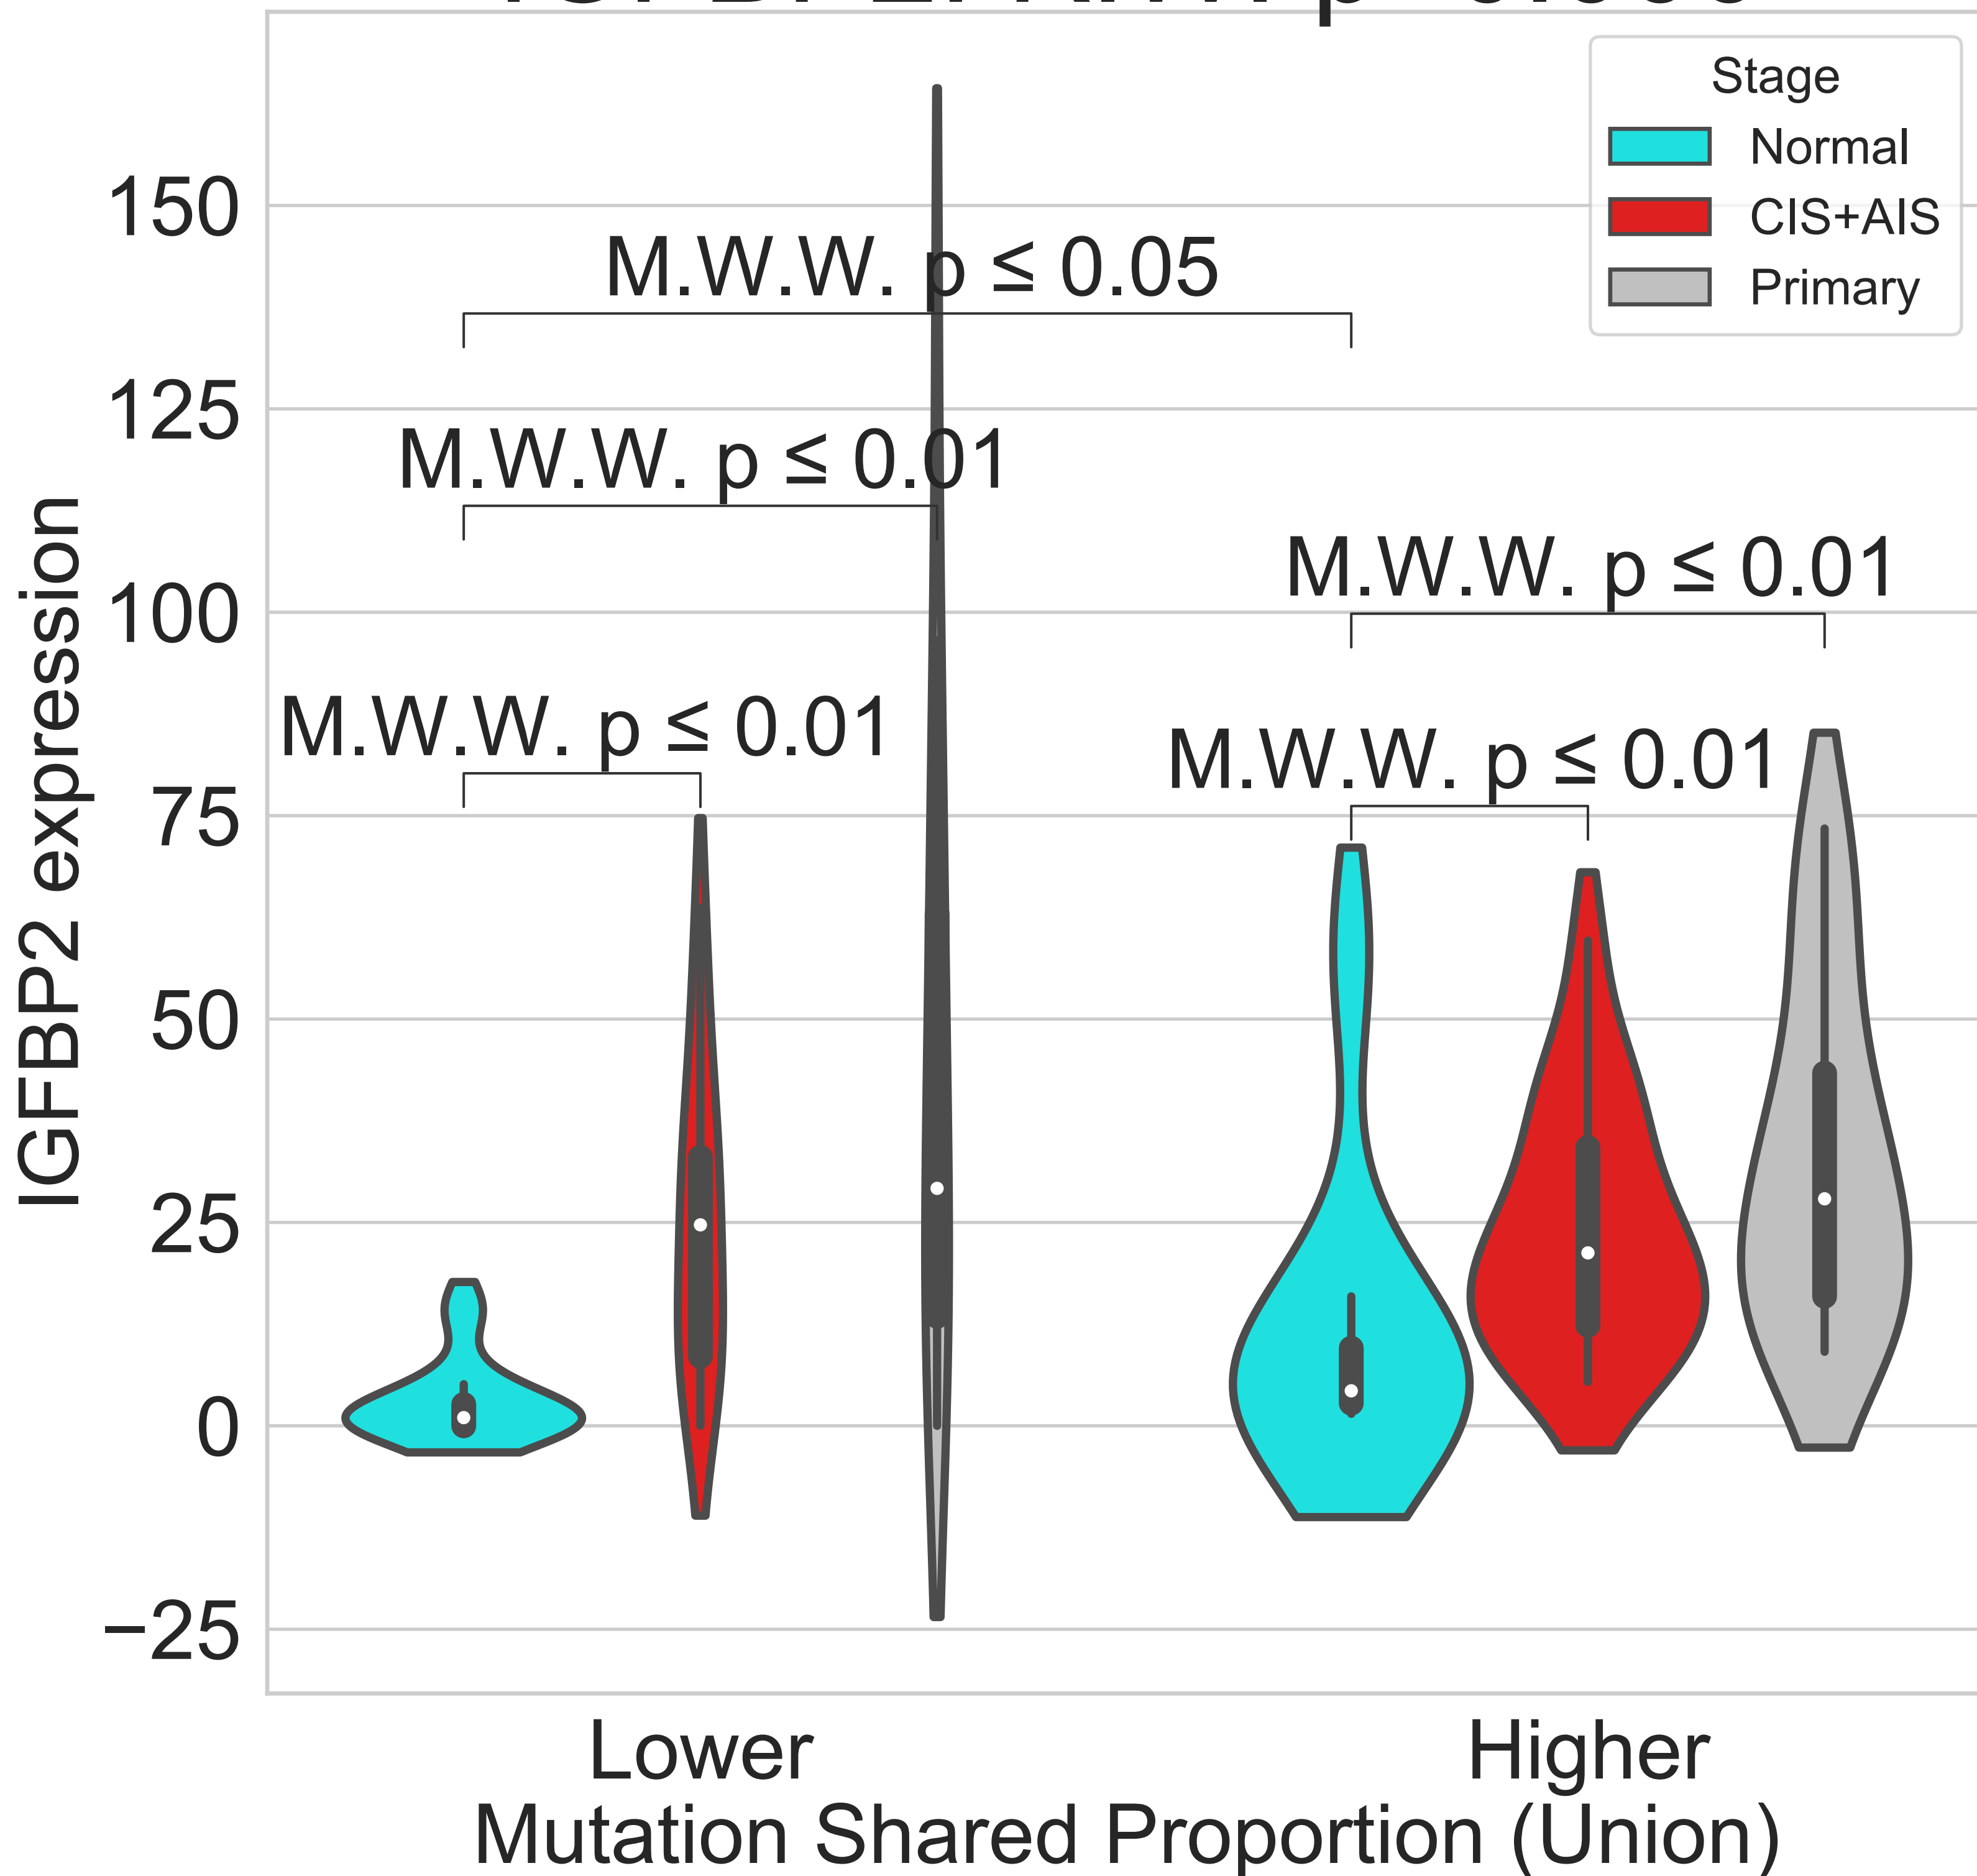 Stage
Normal
CIS+AIS
Primary
150
125
100
75
50
25
0
−25
IGFBP2 expression
M.W.W. p ≤ 0.05
M.W.W. p ≤ 0.01
M.W.W. p ≤ 0.01
M.W.W. p ≤ 0.01
M.W.W. p ≤ 0.01
Lower
Higher
Mutation Shared Proportion (Union)